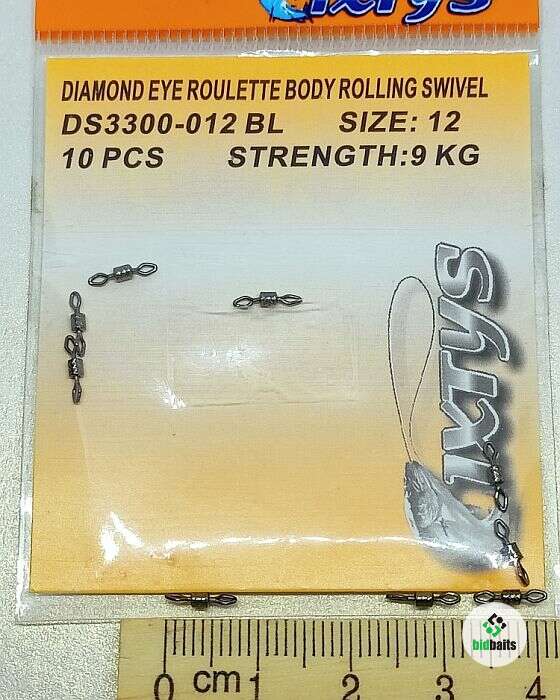 DIAMOND EYE ROULETTE BODY ROLLING SWIVEL
DS3300-012 BL SIZE: 12
10 PCS STRENGTH:9 KG
bidbaits
0 cm 1 2 3 4